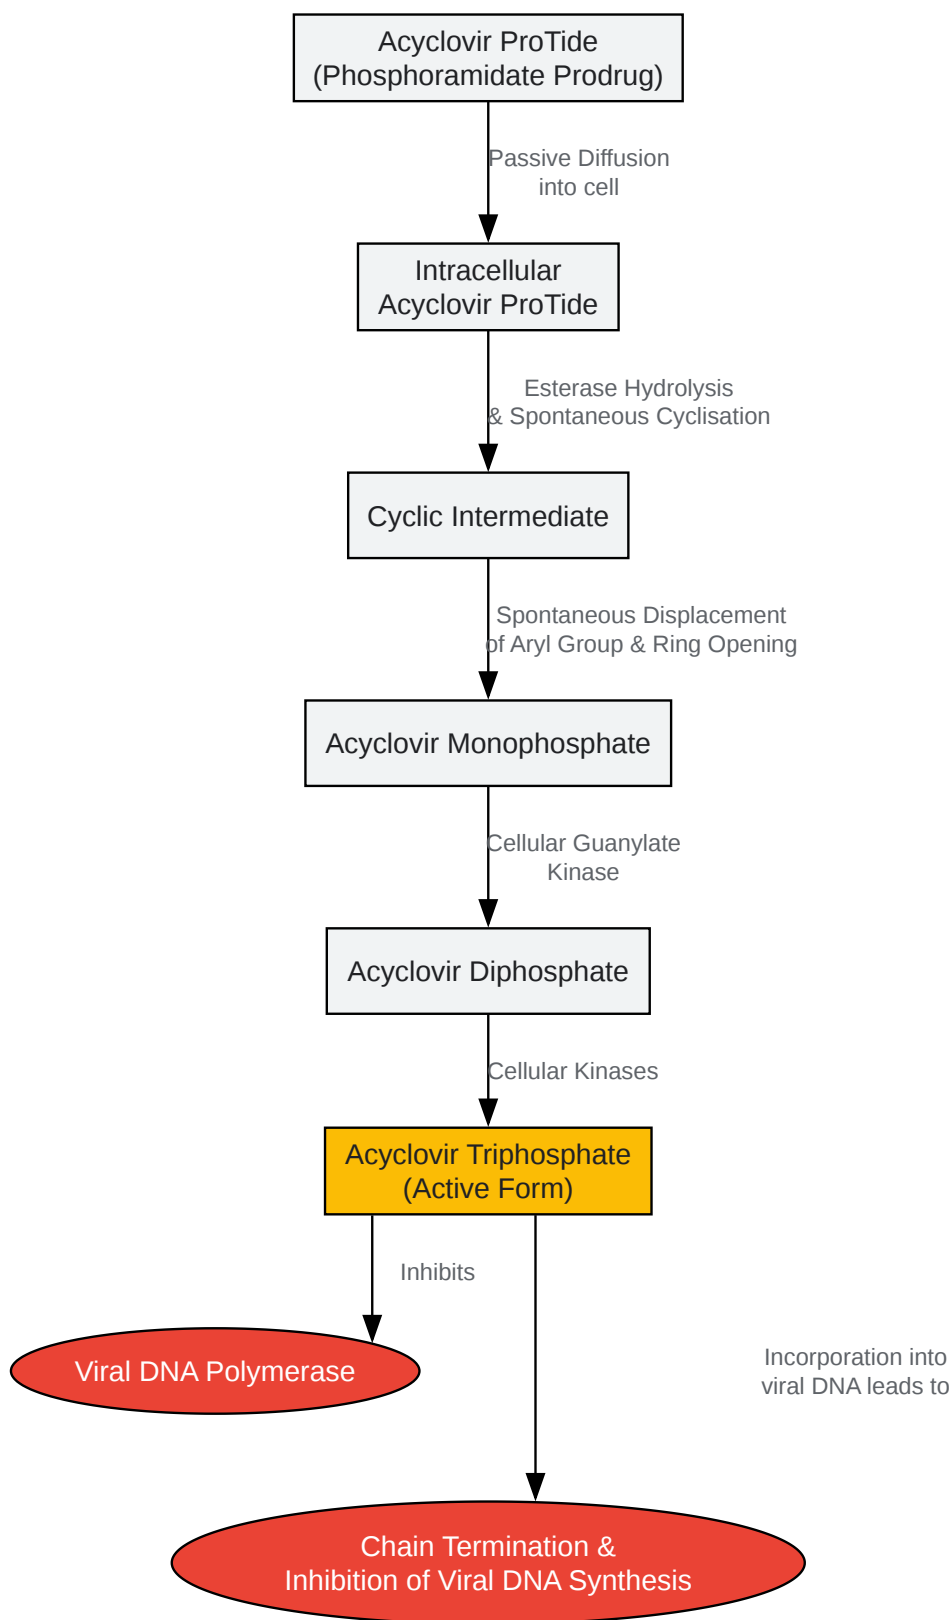 Acyclovir ProTide
(Phosphoramidate Prodrug)
Passive Diffusion
into cell
Intracellular
Acyclovir ProTide
Esterase Hydrolysis
& Spontaneous Cyclisation
Cyclic Intermediate
Spontaneous Displacement
of Aryl Group & Ring Opening
Acyclovir Monophosphate
Cellular Guanylate
Kinase
Acyclovir Diphosphate
Cellular Kinases
Acyclovir Triphosphate
(Active Form)
Inhibits
Viral DNA Polymerase
Incorporation into
viral DNA leads to
Chain Termination &
Inhibition of Viral DNA Synthesis